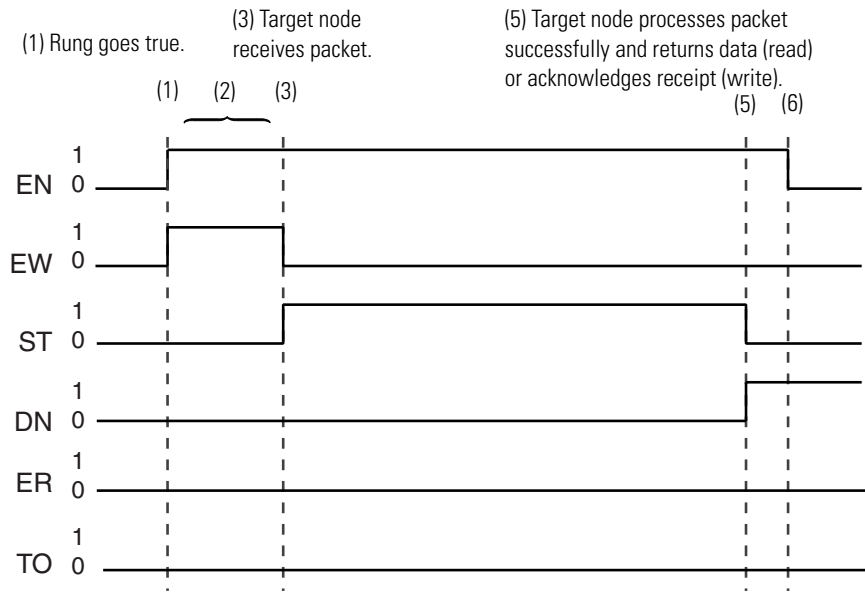 (1) Rung goes true.
(3) Target node
receives packet.
(5) Target node processes packet
successfully and returns data (read)
or acknowledges receipt (write).
(1) (2) (3) (5) (6)
1
EN 0
1
EW 0
1
ST 0
1
DN 0
1
ER 0
1
TO 0